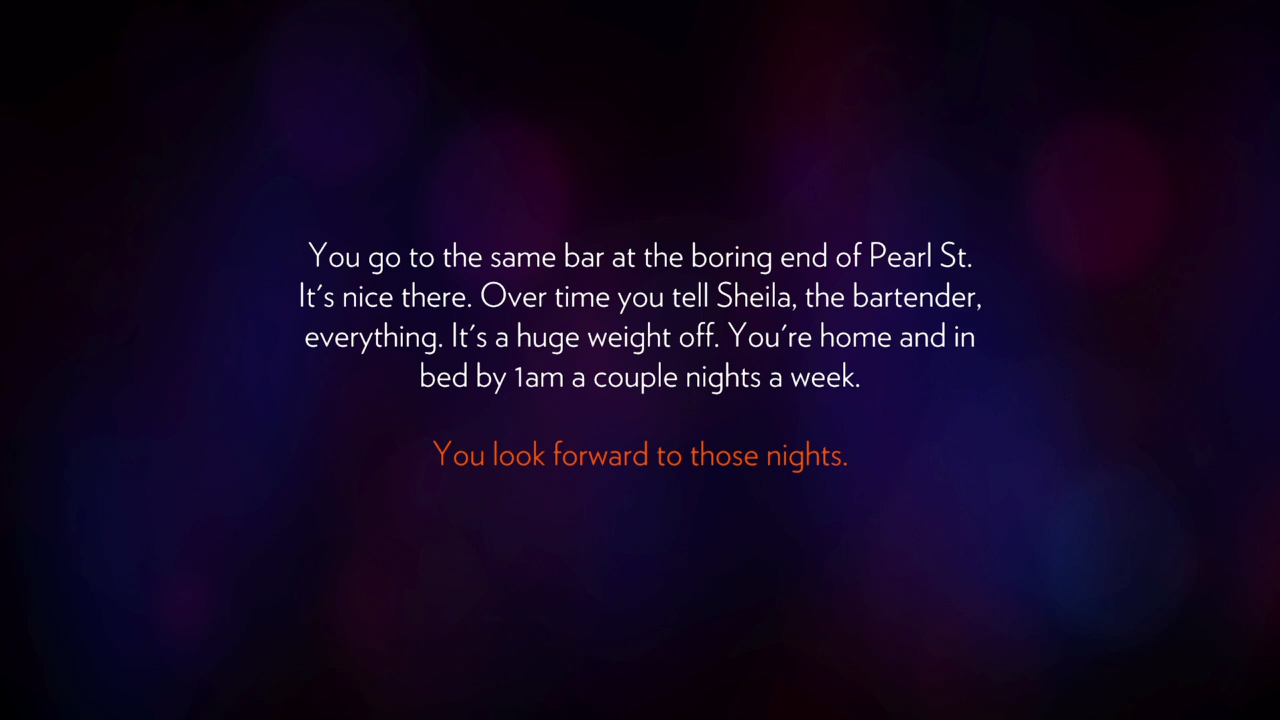 You go to the same bar at the boring end of Pearl St.
It's nice there. Over time you tell Sheila, the bartender,
everything. It's a huge weight off. You're home and in
bed by 1am a couple nights a week.
You look forward to those nights.